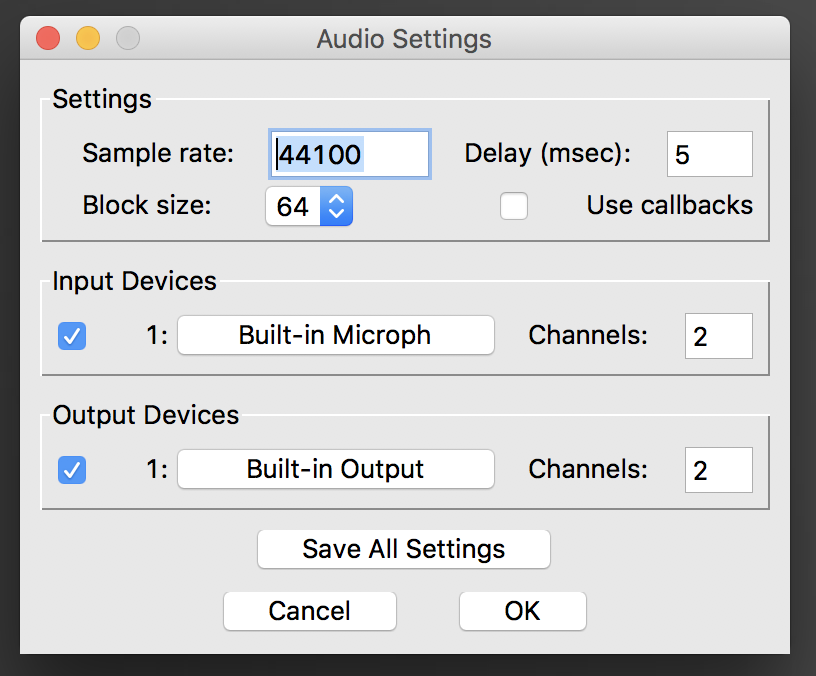 Audio Settings
Settings
Sample rate: 44100 Delay (msec): 5
Block size: 64 Use callbacks
Input Devices
1: Built-in Microph Channels: 2
Output Devices
1: Built-in Output Channels: 2
Save All Settings
Cancel OK